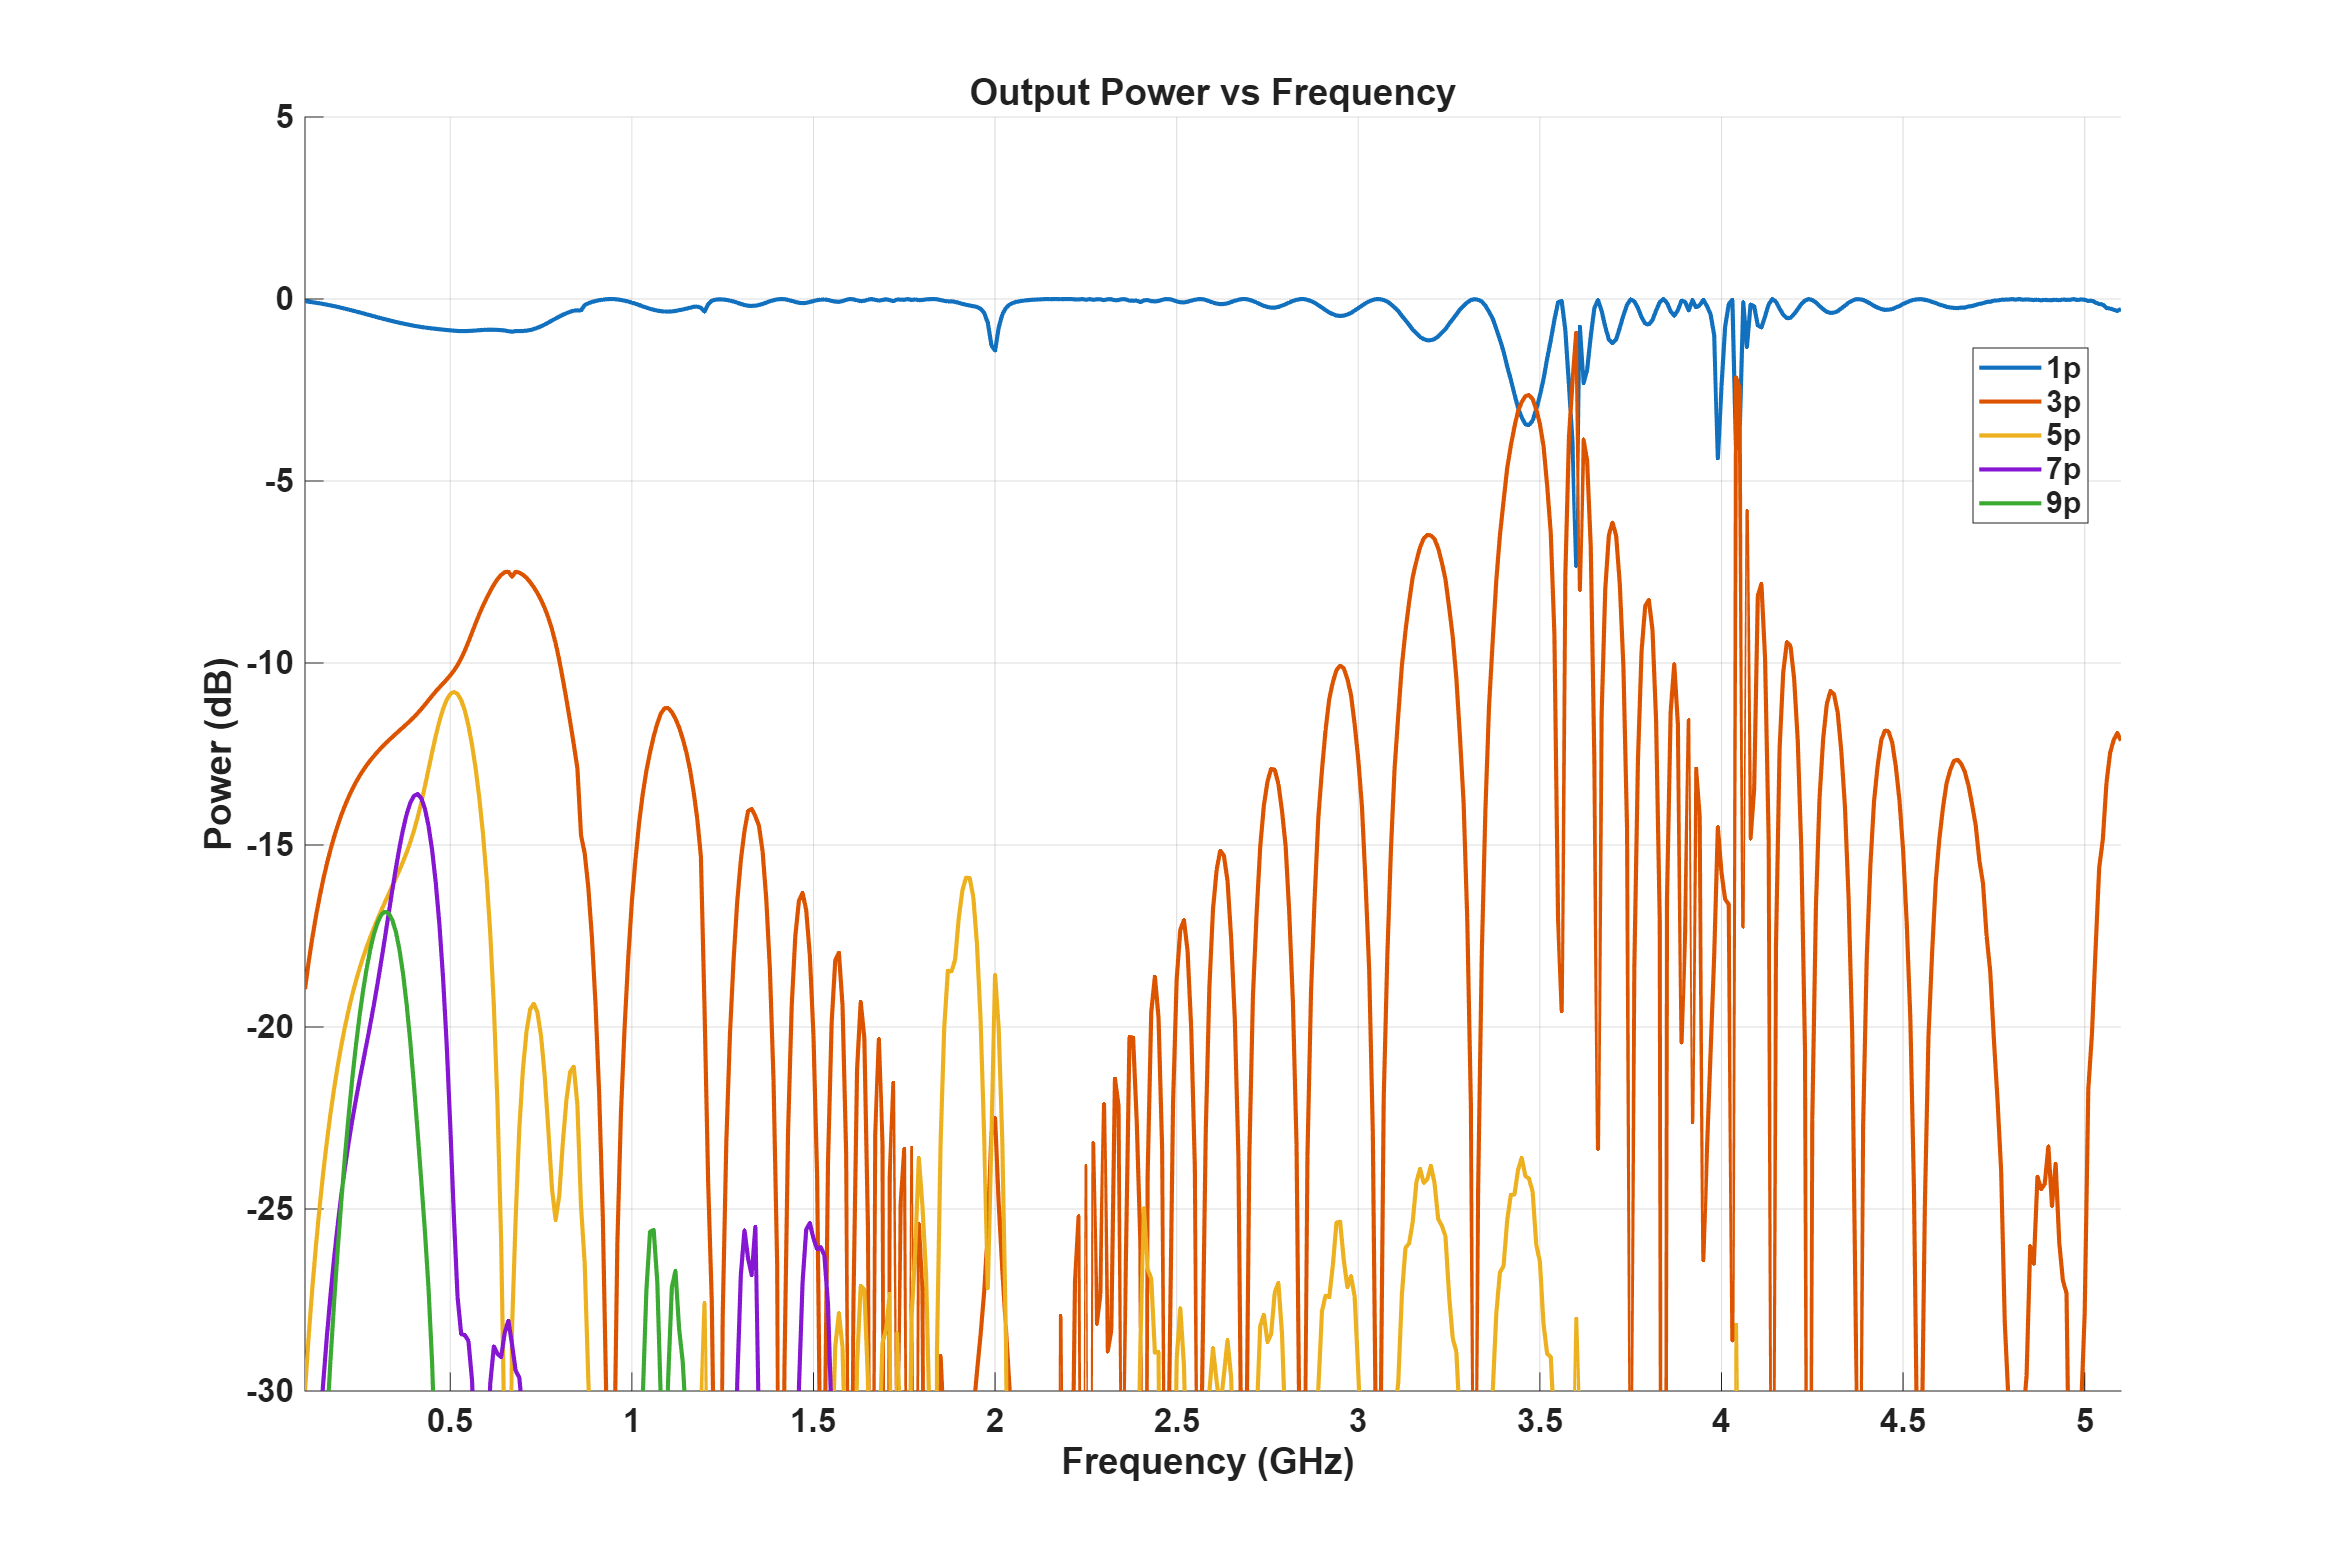 Output Power vs Frequency
5
0
-5
-10
-15
-20
-25
-30
Power (dB)
0.5 1 1.5 2 2.5 3 3.5 4 4.5 5
Frequency (GHz)
1p
3p
5p
7p
9p